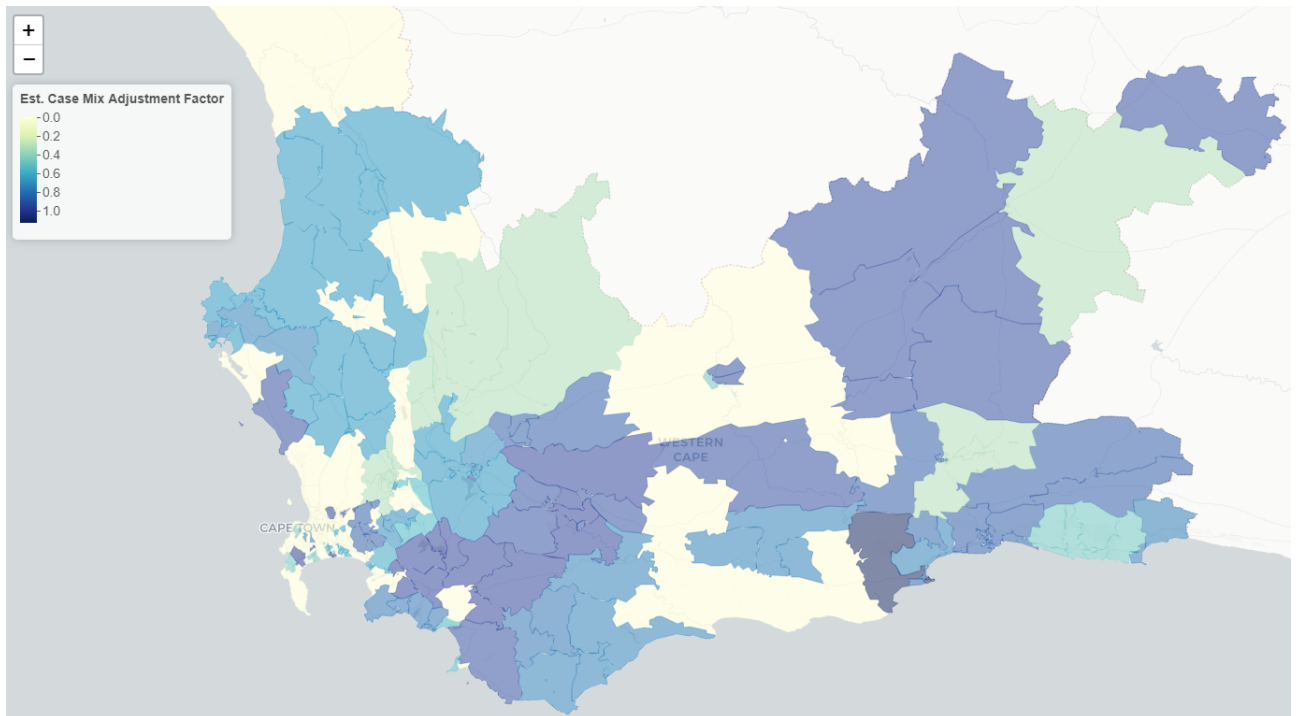 +
−
Est. Case Mix Adjustment Factor
0.0
0.2
0.4
0.6
0.8
1.0
WESTERN
CAPE
CAPE TOWN